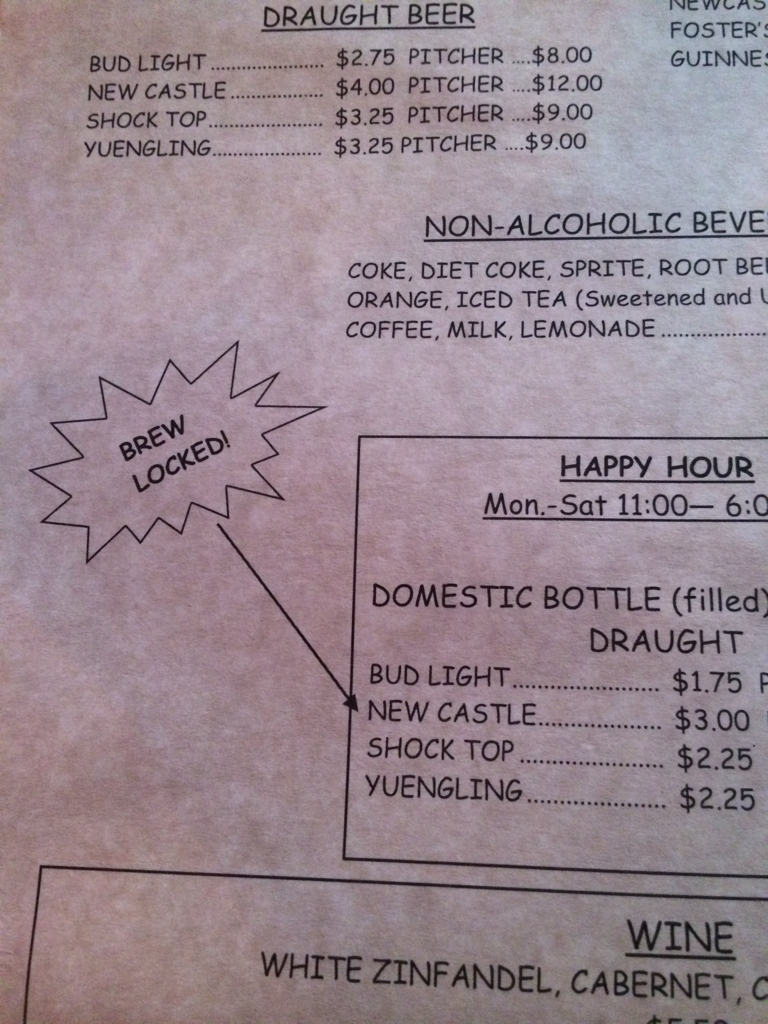 DRAUGHT BEER
BUD LIGHT ...................... $2.75 PITCHER ....$8.00
NEW CASTLE .................. $4.00 PITCHER ....$12.00
SHOCK TOP...................... $3.25 PITCHER ....$9.00
YUENGLING..................... $3.25 PITCHER ....$9.00
NEWCAS
FOSTER'S
GUINNES
NON-ALCOHOLIC BEVE
COKE, DIET COKE, SPRITE, ROOT BEE
ORANGE, ICED TEA (Sweetened and U
COFFEE, MILK, LEMONADE ....................
BREW
LOCKED!
HAPPY HOUR
Mon.-Sat 11:00— 6:0
DOMESTIC BOTTLE (filled)
DRAUGHT
BUD LIGHT........................ $1.75 P
NEW CASTLE.................... $3.00
SHOCK TOP ....................... $2.25
YUENGLING....................... $2.25
WINE
WHITE ZINFANDEL, CABERNET, C